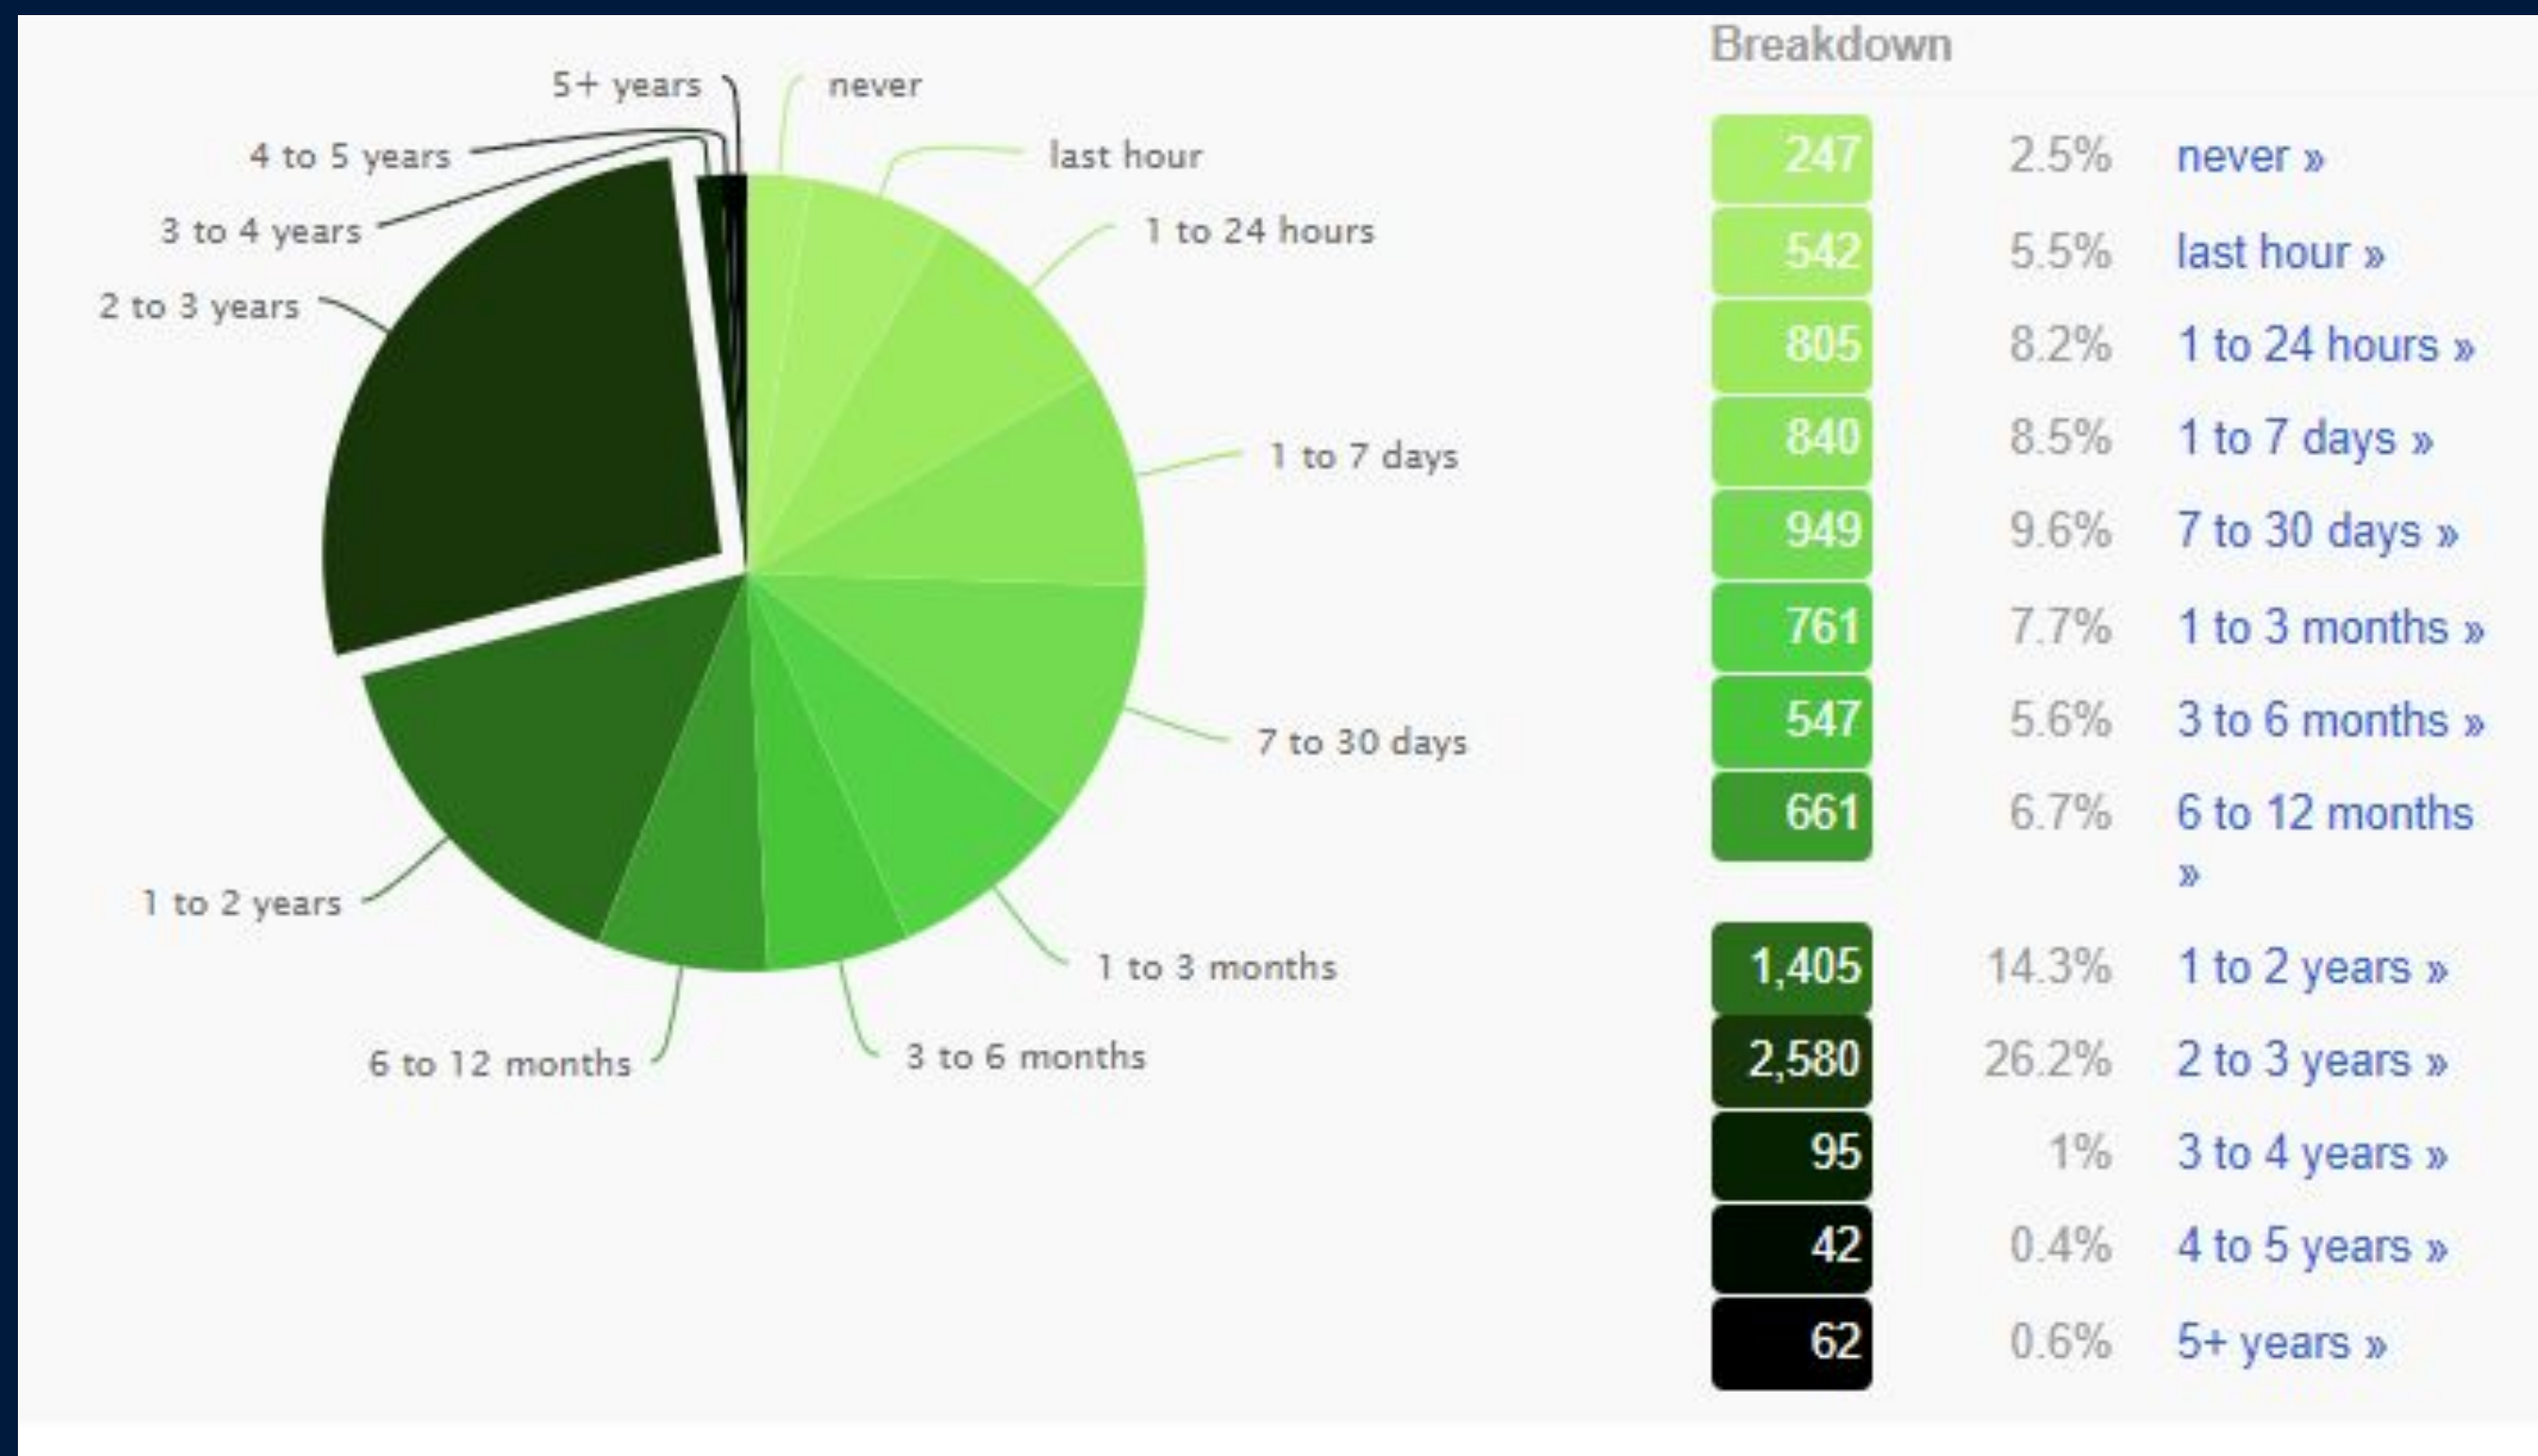 5+ years
never
4 to 5 years
last hour
3 to 4 years
1 to 24 hours
2 to 3 years
1 to 7 days
7 to 30 days
1 to 2 years
1 to 3 months
6 to 12 months
3 to 6 months
Breakdown
247 2.5% never »
542 5.5% last hour »
805 8.2% 1 to 24 hours »
840 8.5% 1 to 7 days »
949 9.6% 7 to 30 days »
761 7.7% 1 to 3 months »
547 5.6% 3 to 6 months »
661 6.7% 6 to 12 months
»
1,405 14.3% 1 to 2 years »
2,580 26.2% 2 to 3 years »
95 1% 3 to 4 years »
42 0.4% 4 to 5 years »
62 0.6% 5+ years »